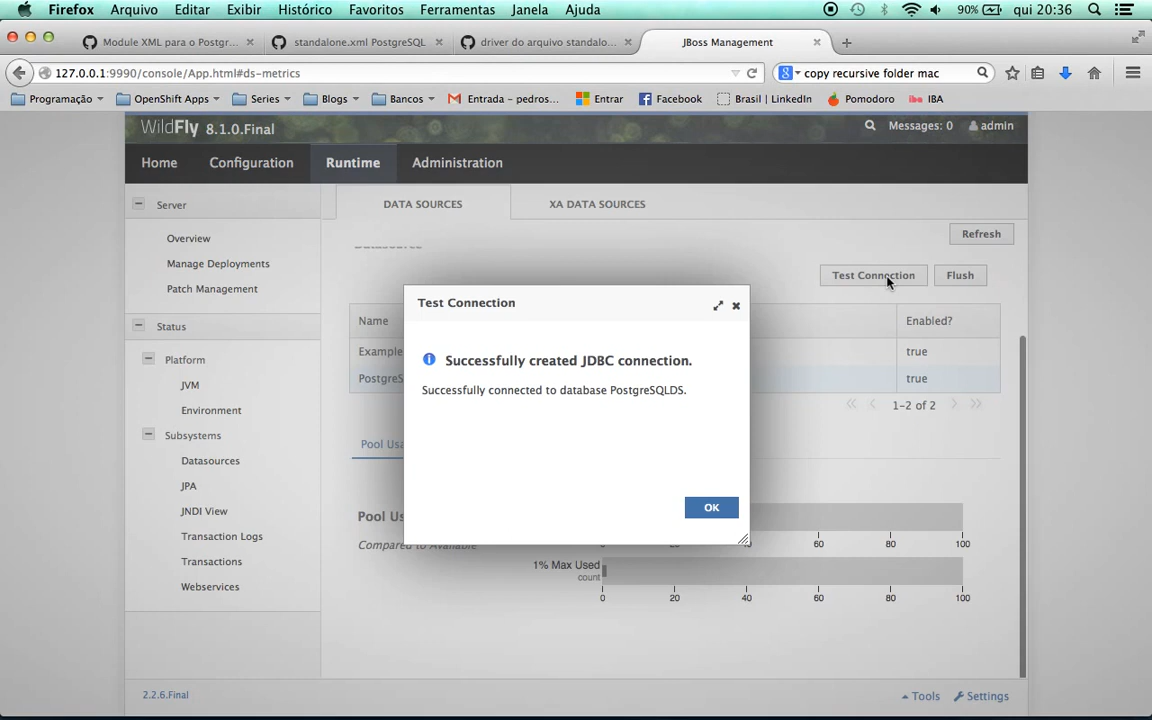 Firefox Arquivo Editar Exibir Histórico Favoritos Ferramentas Janela Ajuda 90% qui 20:36
Module XML para o Postgr... standalone.xml PostgreSQL driver do arquivo standalo... JBoss Management
127.0.0.1:9990/console/App.html#ds-metrics copy recursive folder mac
Programação OpenShift Apps Series Blogs Bancos Entrada – pedros... Entrar Facebook Brasil | LinkedIn Pomodoro IBA
WildFly 8.1.0.Final Messages: 0 admin
Home Configuration Runtime Administration
Server
Overview
Manage Deployments
Patch Management
Status
Platform
JVM
Environment
Subsystems
Datasources
JPA
JNDI View
Transaction Logs
Transactions
Webservices
DATA SOURCES XA DATA SOURCES
Refresh
Test Connection Flush
Name Enabled?
Example true
PostgreS true
1-2 of 2
Test Connection
Successfully created JDBC connection.
Successfully connected to database PostgreSQLDS.
OK
Pool Usa
Pool Us
Compared to Available
60 80 100
1% Max Used
count
0 20 40 60 80 100
2.2.6.Final Tools Settings